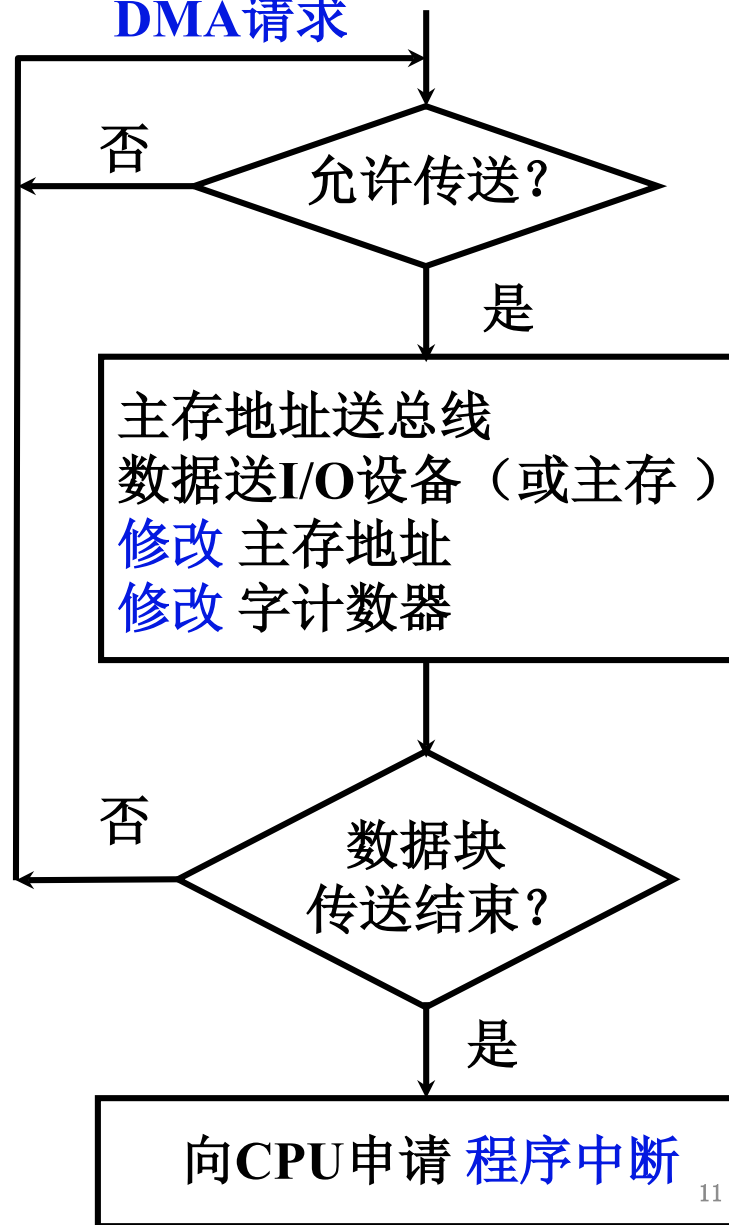 DMA请求
否
允许传送？
是
主存地址送总线
数据送I/O设备（或主存 ）
修改 主存地址
修改 字计数器
否
数据块
传送结束？
是
向CPU申请 程序中断
11